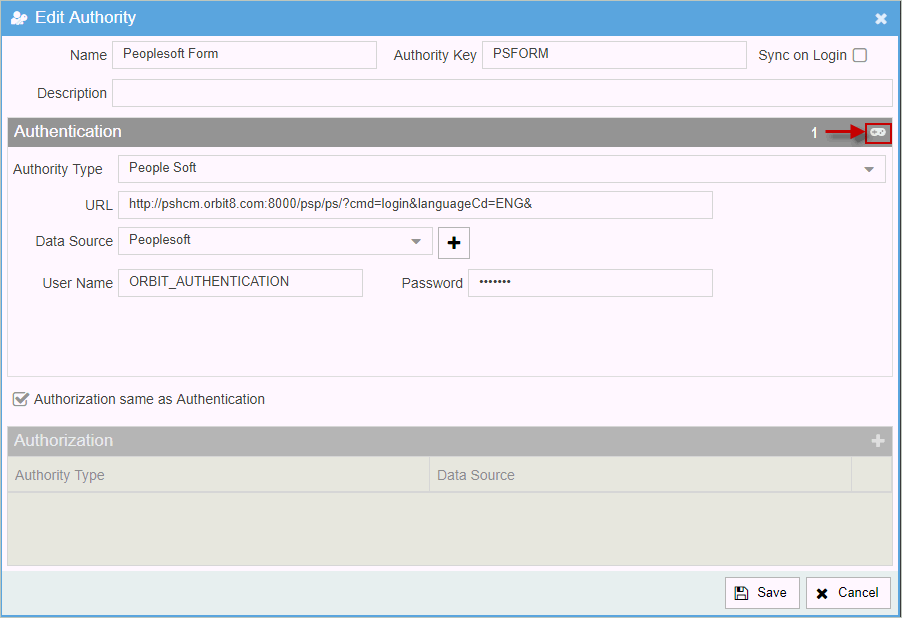 Edit Authority
Name Peoplesoft Form Authority Key PSFORM Sync on Login
Description
Authentication 1
Authority Type People Soft
URL http://pshcm.orbit8.com:8000/psp/ps/?cmd=login&languageCd=ENG&
Data Source Peoplesoft
User Name ORBIT_AUTHENTICATION Password •••••••
Authorization same as Authentication
Authorization
Authority Type Data Source
Save Cancel